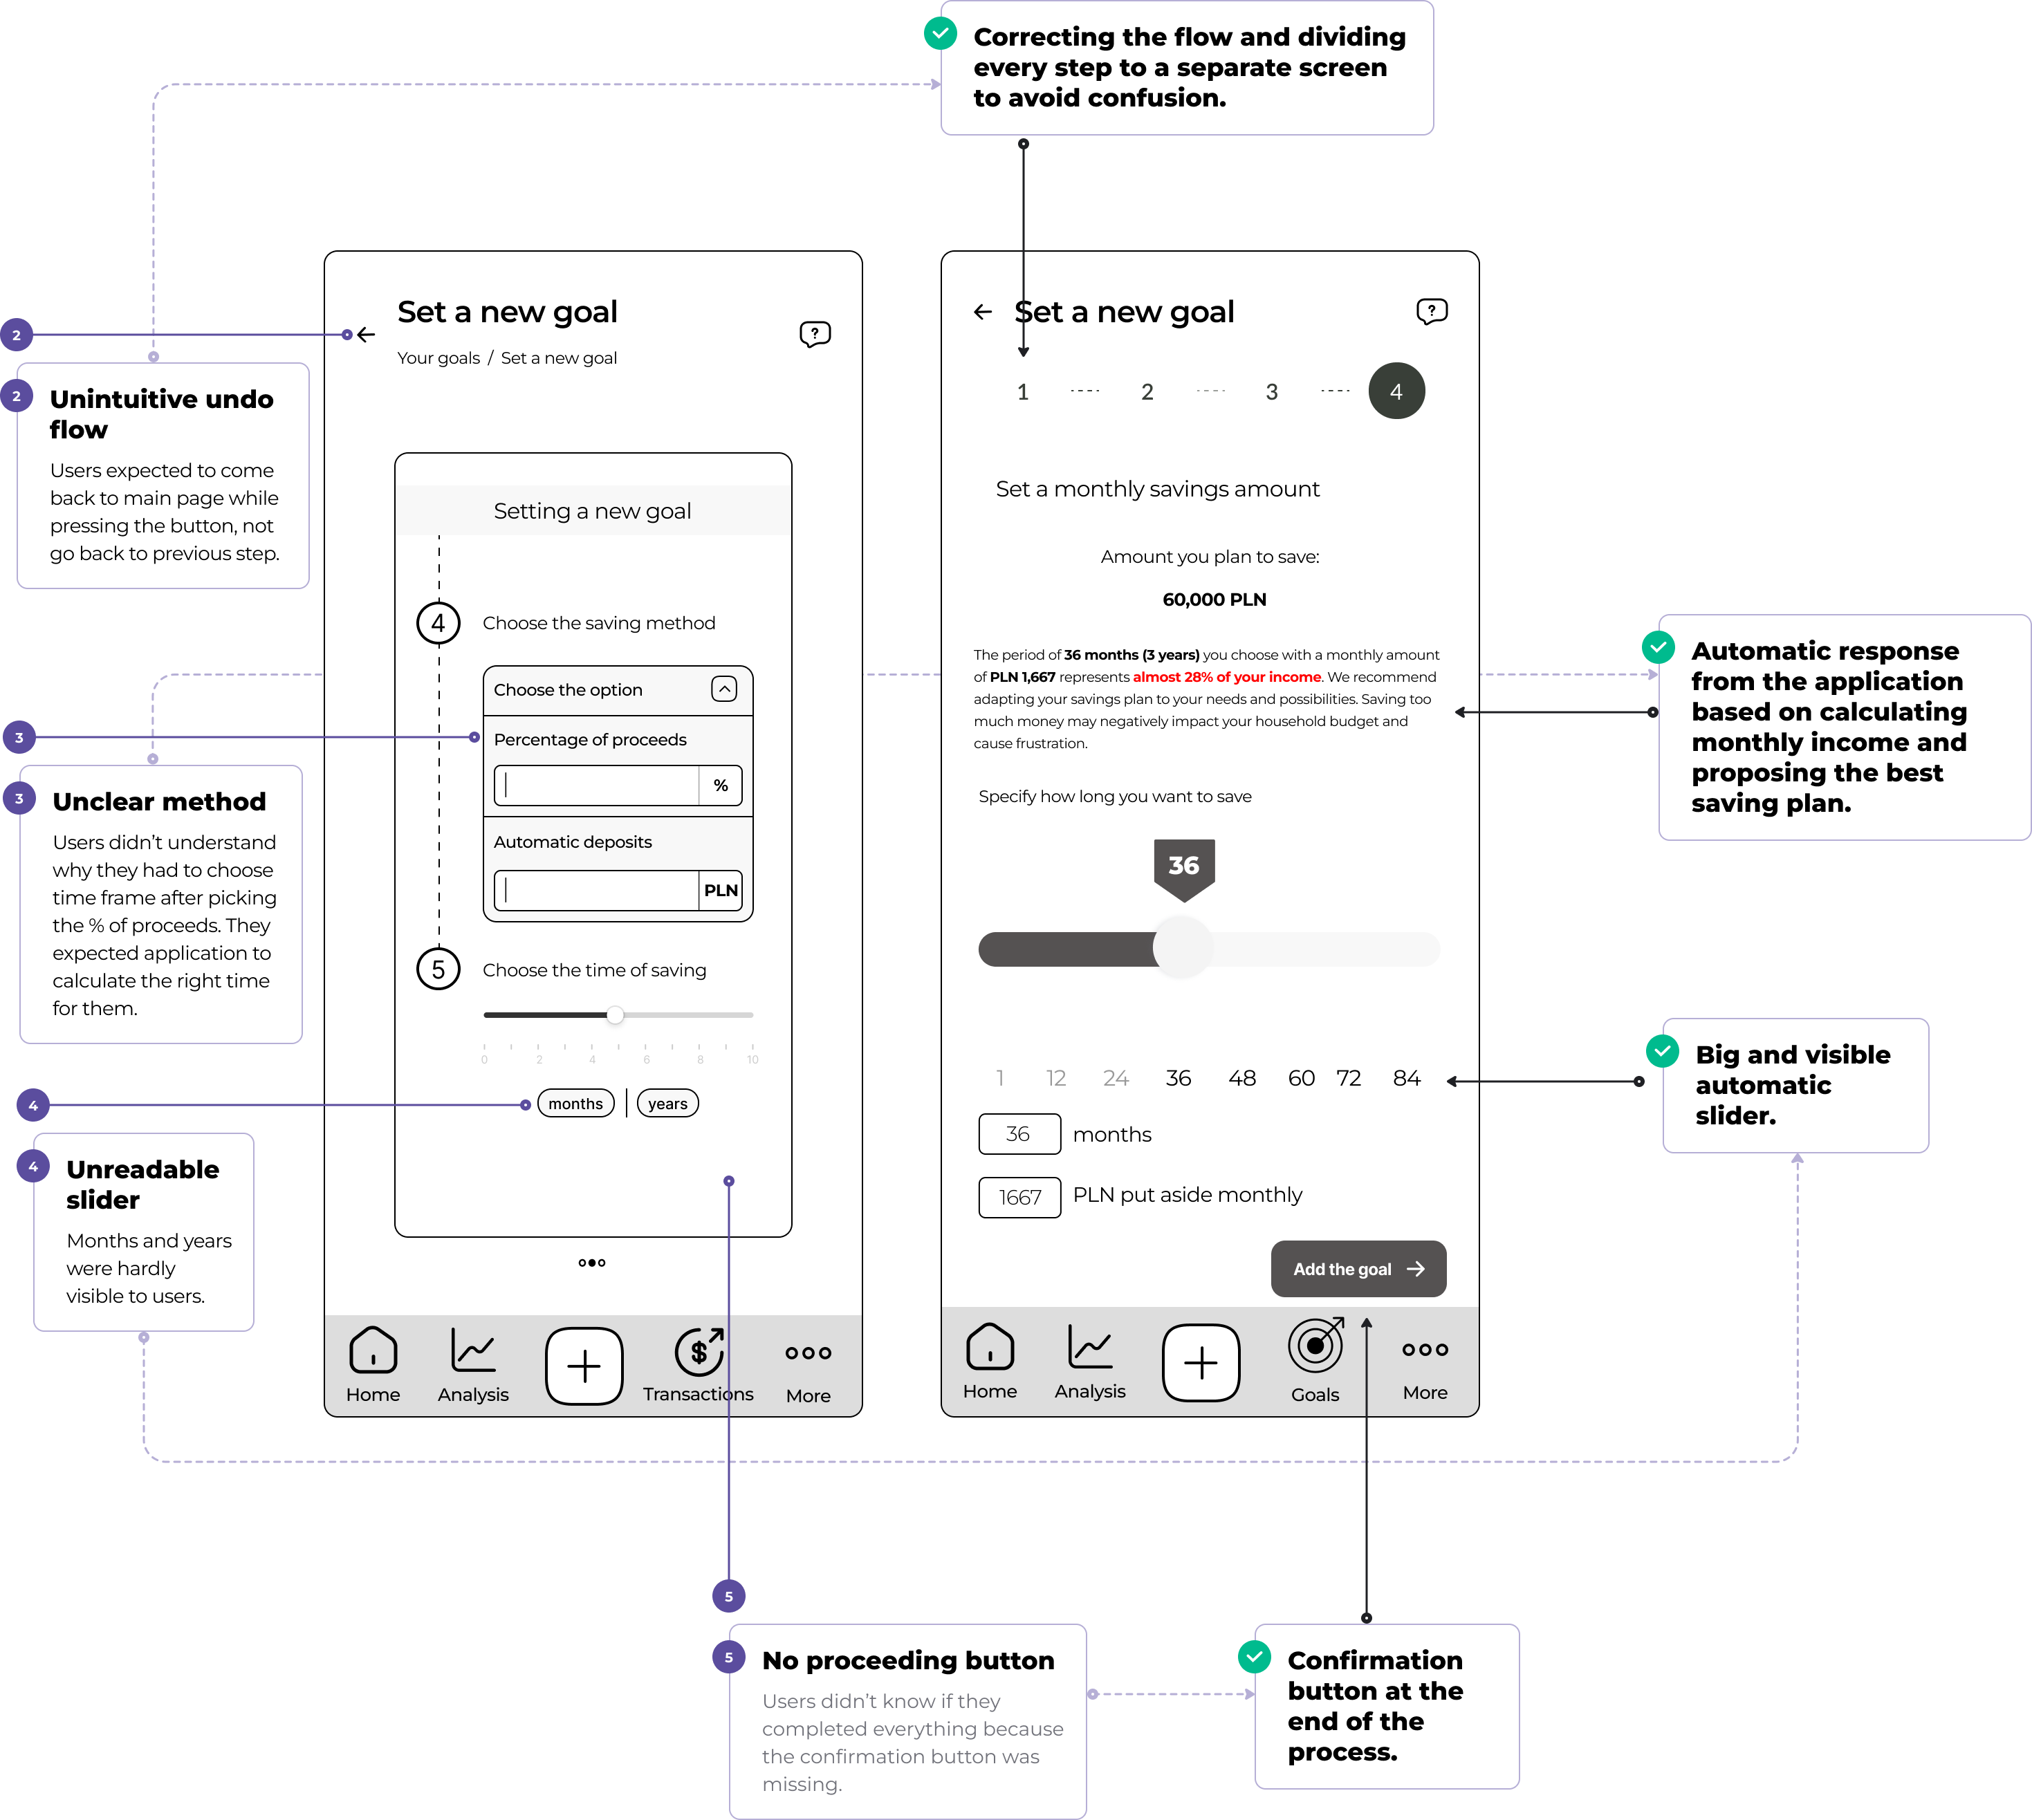 Correcting the flow and dividing
every step to a separate screen
to avoid confusion.
2
2
Unintuitive undo
flow
Users expected to come
back to main page while
pressing the button, not
go back to previous step.
3
3
Unclear method
Users didn’t understand
why they had to choose
time frame after picking
the % of proceeds. They
expected application to
calculate the right time
for them.
4
4
Unreadable
slider
Months and years
were hardly
visible to users.
Set a new goal
?
Your goals / Set a new goal
Setting a new goal
4
Choose the saving method
Choose the option
Percentage of proceeds
%
Automatic deposits
PLN
5
Choose the time of saving
0 2 4 6 8 10
months | years
Home
Analysis
$
Transactions
More
Set a new goal
?
1 2 3 4
Set a monthly savings amount
Amount you plan to save:
60,000 PLN
The period of 36 months (3 years) you choose with a monthly amount
of PLN 1,667 represents almost 28% of your income. We recommend
adapting your savings plan to your needs and possibilities. Saving too
much money may negatively impact your household budget and
cause frustration.
Specify how long you want to save
36
1 12 24 36 48 60 72 84
36 months
1667 PLN put aside monthly
Add the goal
Home
Analysis
Goals
More
Automatic response
from the application
based on calculating
monthly income and
proposing the best
saving plan.
Big and visible
automatic
slider.
5
5
No proceeding button
Users didn’t know if they
completed everything because
the confirmation button was
missing.
Confirmation
button at the
end of the
process.